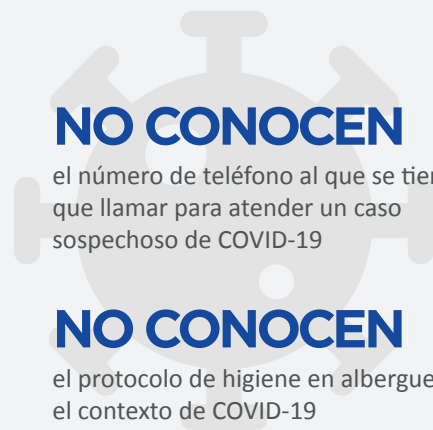 NO CONOCEN
el número de teléfono al que se tien
que llamar para atender un caso
sospechoso de COVID-19
NO CONOCEN
el protocolo de higiene en albergue
el contexto de COVID-19